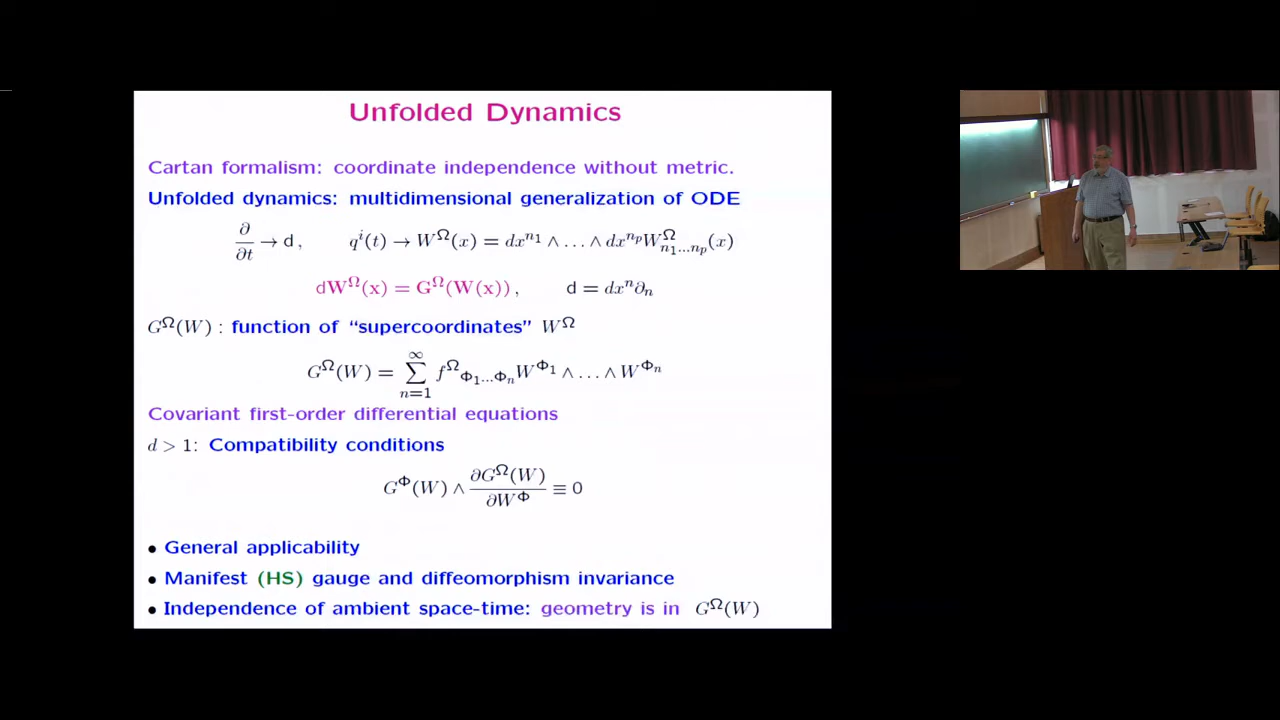 Unfolded Dynamics
Cartan formalism: coordinate independence without metric.
Unfolded dynamics: multidimensional generalization of ODE
∂/∂t → d , q^i(t) → W^Ω(x) = dx^{n_1} ∧ … ∧ dx^{n_p} W^Ω_{n_1…n_p}(x)
dW^Ω(x) = G^Ω(W(x)) , d = dx^n ∂_n
G^Ω(W) : function of “supercoordinates” W^Ω
G^Ω(W) = ∑_{n=1}^∞ f^Ω_{Φ_1…Φ_n} W^{Φ_1} ∧ … ∧ W^{Φ_n}
Covariant first-order differential equations
d > 1: Compatibility conditions
G^Φ(W) ∧ ∂G^Ω(W)/∂W^Φ ≡ 0
• General applicability
• Manifest (HS) gauge and diffeomorphism invariance
• Independence of ambient space-time: geometry is in G^Ω(W)